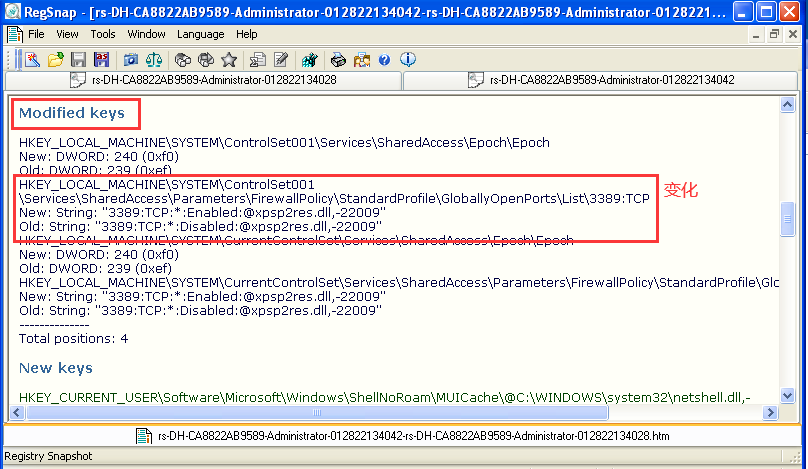 RegSnap - [rs-DH-CA8822AB9589-Administrator-012822134042-rs-DH-CA8822AB9589-Administrator-0128221...
File View Tools Window Language Help
rs-DH-CA8822AB9589-Administrator-012822134028 rs-DH-CA8822AB9589-Administrator-012822134042
Modified keys
HKEY_LOCAL_MACHINE\SYSTEM\ControlSet001\Services\SharedAccess\Epoch\Epoch
New: DWORD: 240 (0xf0)
Old: DWORD: 239 (0xef)
HKEY_LOCAL_MACHINE\SYSTEM\ControlSet001
\Services\SharedAccess\Parameters\FirewallPolicy\StandardProfile\GloballyOpenPorts\List\3389:TCP
变化
New: String: "3389:TCP:*:Enabled:@xpsp2res.dll,-22009"
Old: String: "3389:TCP:*:Disabled:@xpsp2res.dll,-22009"
HKEY_LOCAL_MACHINE\SYSTEM\CurrentControlSet\Services\SharedAccess\Epoch\Epoch
New: DWORD: 240 (0xf0)
Old: DWORD: 239 (0xef)
HKEY_LOCAL_MACHINE\SYSTEM\CurrentControlSet\Services\SharedAccess\Parameters\FirewallPolicy\StandardProfile\Glo
New: String: "3389:TCP:*:Enabled:@xpsp2res.dll,-22009"
Old: String: "3389:TCP:*:Disabled:@xpsp2res.dll,-22009"
--------------
Total positions: 4
New keys
HKEY_CURRENT_USER\Software\Microsoft\Windows\ShellNoRoam\MUICache\@C:\WINDOWS\system32\netshell.dll,-
rs-DH-CA8822AB9589-Administrator-012822134042-rs-DH-CA8822AB9589-Administrator-012822134028.htm
Registry Snapshot